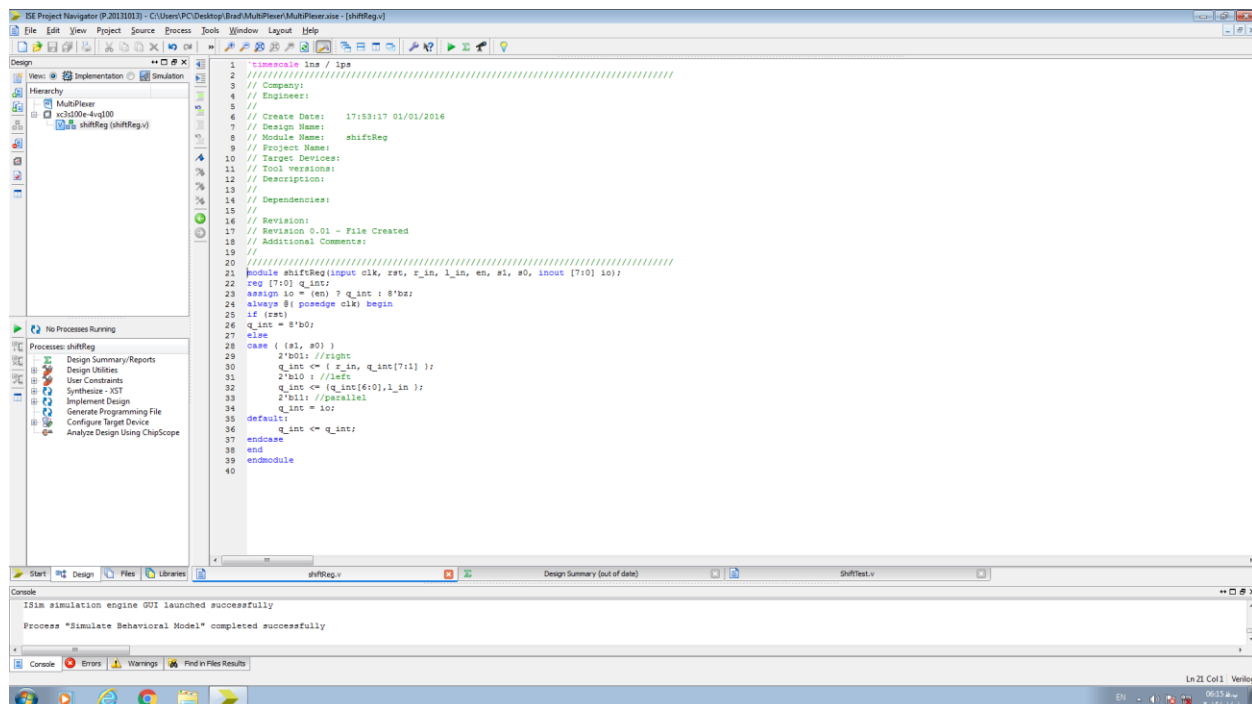 ISE Project Navigator (P.20131013) - C:\Users\PC\Desktop\Brad\MultiPlexer\MultiPlexer.xise - [shiftReg.v]
File Edit View Project Source Process Tools Window Layout Help
Design
View: Implementation Simulation
Hierarchy
MultiPlexer
xc3s100e-4vq100
shiftReg (shiftReg.v)
No Processes Running
Processes: shiftReg
Design Summary/Reports
Design Utilities
User Constraints
Synthesize - XST
Implement Design
Generate Programming File
Configure Target Device
Analyze Design Using ChipScope
Start Design Files Libraries
1 `timescale 1ns / 1ps
2 //////////////////////////////////////////////////////////////////////////////////
3 // Company:
4 // Engineer:
5 //
6 // Create Date: 17:53:17 01/01/2016
7 // Design Name:
8 // Module Name: shiftReg
9 // Project Name:
10 // Target Devices:
11 // Tool versions:
12 // Description:
13 //
14 // Dependencies:
15 //
16 // Revision:
17 // Revision 0.01 - File Created
18 // Additional Comments:
19 //
20 //////////////////////////////////////////////////////////////////////////////////
21 module shiftReg(input clk, rst, r_in, l_in, en, s1, s0, inout [7:0] io);
22 reg [7:0] q_int;
23 assign io = (en) ? q_int : 8'bz;
24 always @( posedge clk) begin
25 if (rst)
26 q_int = 8'b0;
27 else
28 case ( {s1, s0} )
29 2'b01: //right
30 q_int <= { r_in, q_int[7:1] };
31 2'b10 : //left
32 q_int <= {q_int[6:0],l_in };
33 2'b11: //parallel
34 q_int = io;
35 default:
36 q_int <= q_int;
37 endcase
38 end
39 endmodule
40
shiftReg.v Design Summary (out of date) ShiftTest.v
Console
ISim simulation engine GUI launched successfully
Process "Simulate Behavioral Model" completed successfully
Console Errors Warnings Find in Files Results
Ln 21 Col 1 Verilog
EN 06:15